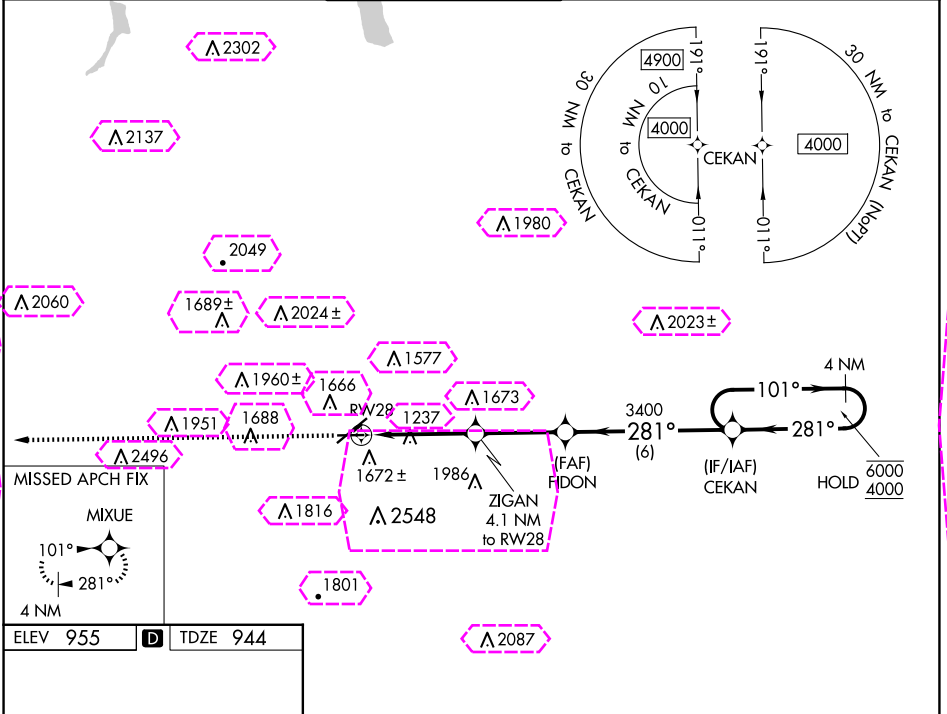 2302
2137
2049
1980
2060
1689±
2024±
2023±
1577
1960±
1666
1673
1951
1688
RW28
1237
2496
1672±
1986
1816
2548
1801
2087
30 NM to CEKAN
4900
191°
10 NM to CEKAN
4000
CEKAN
011°
191°
4000
011°
30 NM to CEKAN (NoPT)
4 NM
101°
281°
6000
4000
HOLD
3400
281°
(6)
(IF/IAF)
CEKAN
(FAF)
FIDON
ZIGAN
4.1 NM
to RW28
MISSED APCH FIX
MIXUE
101°
281°
4 NM
ELEV 955 D TDZE 944